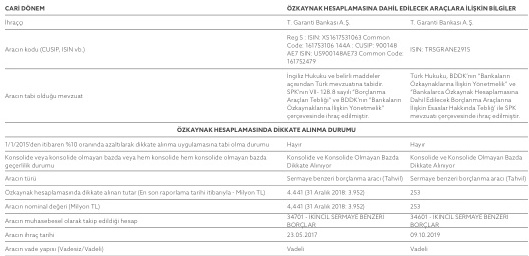 CARİ DÖNEM
ÖZKAYNAK HESAPLAMASINA DAHİL EDİLECEK ARAÇLARA İLİŞKİN BİLGİLER
İhraççı
T. Garanti Bankası A.Ş.
T. Garanti Bankası A.Ş.
Aracın kodu (CUSIP, ISIN vb.)
Reg S : ISIN: XS1617531063 Common
Code: 161753106 144A : CUSIP: 900148
AE7 ISIN: US900148AE73 Common Code:
161752479
ISIN: TRSGRANE2915
Aracın tabi olduğu mevzuat
İngiliz Hukuku ve belirli maddeler
açısından Türk mevzuatına tabidir.
SPK'nın VII- 128.8 sayılı "Borçlanma
Araçları Tebliği" ve BDDK'nın "Bankaların
Özkaynaklarına İlişkin Yönetmelik"
çerçevesinde ihraç edilmiştir.
Türk Hukuku, BDDK'nın "Bankaların
Özkaynaklarına İlişkin Yönetmelik" ve
"Bankalarca Özkaynak Hesaplamasına
Dahil Edilecek Borçlanma Araçlarına
İlişkin Esaslar Hakkında Tebliğ" ile SPK
mevzuatı çerçevesinde ihraç edilmiştir.
ÖZKAYNAK HESAPLAMASINDA DİKKATE ALINMA DURUMU
1/1/2015'den itibaren %10 oranında azaltılarak dikkate alınma uygulamasına tabi olma durumu
Hayır
Hayır
Konsolide veya konsolide olmayan bazda veya hem konsolide hem konsolide olmayan bazda
geçerlilik durumu
Konsolide ve Konsolide Olmayan Bazda
Dikkate Alınıyor
Konsolide ve Konsolide Olmayan Bazda
Dikkate Alınıyor
Aracın türü
Sermaye benzeri borçlanma aracı (Tahvil)
Sermaye benzeri borçlanma aracı (Tahvil)
Özkaynak hesaplamasında dikkate alınan tutar (En son raporlama tarihi itibarıyla - Milyon TL)
4.441 (31 Aralık 2018: 3.952)
253
Aracın nominal değeri (Milyon TL)
4.441 (31 Aralık 2018: 3.952)
253
Aracın muhasebesel olarak takip edildiği hesap
34701 - İKİNCİL SERMAYE BENZERİ
BORÇLAR
34601 - İKİNCİL SERMAYE BENZERİ
BORÇLAR
Aracın ihraç tarihi
23.05.2017
09.10.2019
Aracın vade yapısı (Vadesiz/Vadeli)
Vadeli
Vadeli